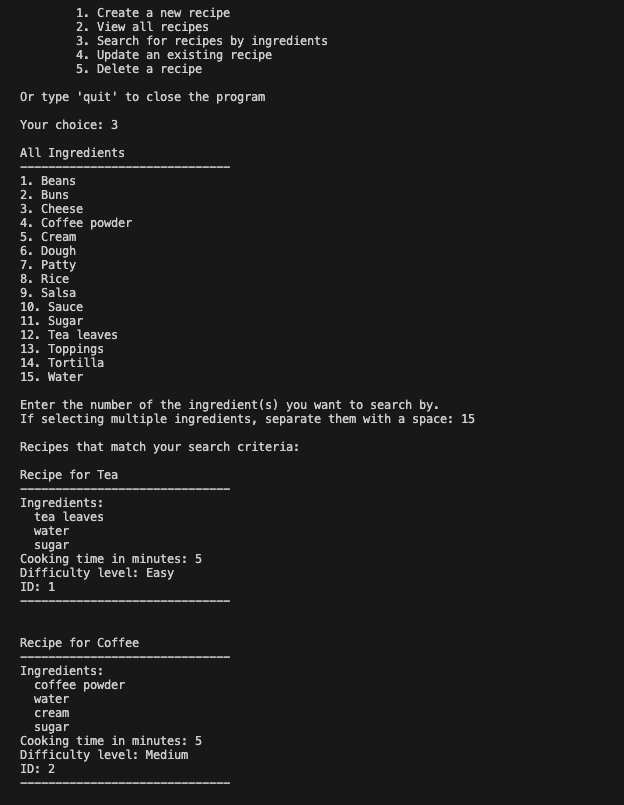 1. Create a new recipe
2. View all recipes
3. Search for recipes by ingredients
4. Update an existing recipe
5. Delete a recipe
Or type 'quit' to close the program
Your choice: 3
All Ingredients
------------------------------
1. Beans
2. Buns
3. Cheese
4. Coffee powder
5. Cream
6. Dough
7. Patty
8. Rice
9. Salsa
10. Sauce
11. Sugar
12. Tea leaves
13. Toppings
14. Tortilla
15. Water
Enter the number of the ingredient(s) you want to search by.
If selecting multiple ingredients, separate them with a space: 15
Recipes that match your search criteria:
Recipe for Tea
------------------------------
Ingredients:
tea leaves
water
sugar
Cooking time in minutes: 5
Difficulty level: Easy
ID: 1
------------------------------
Recipe for Coffee
------------------------------
Ingredients:
coffee powder
water
cream
sugar
Cooking time in minutes: 5
Difficulty level: Medium
ID: 2
------------------------------